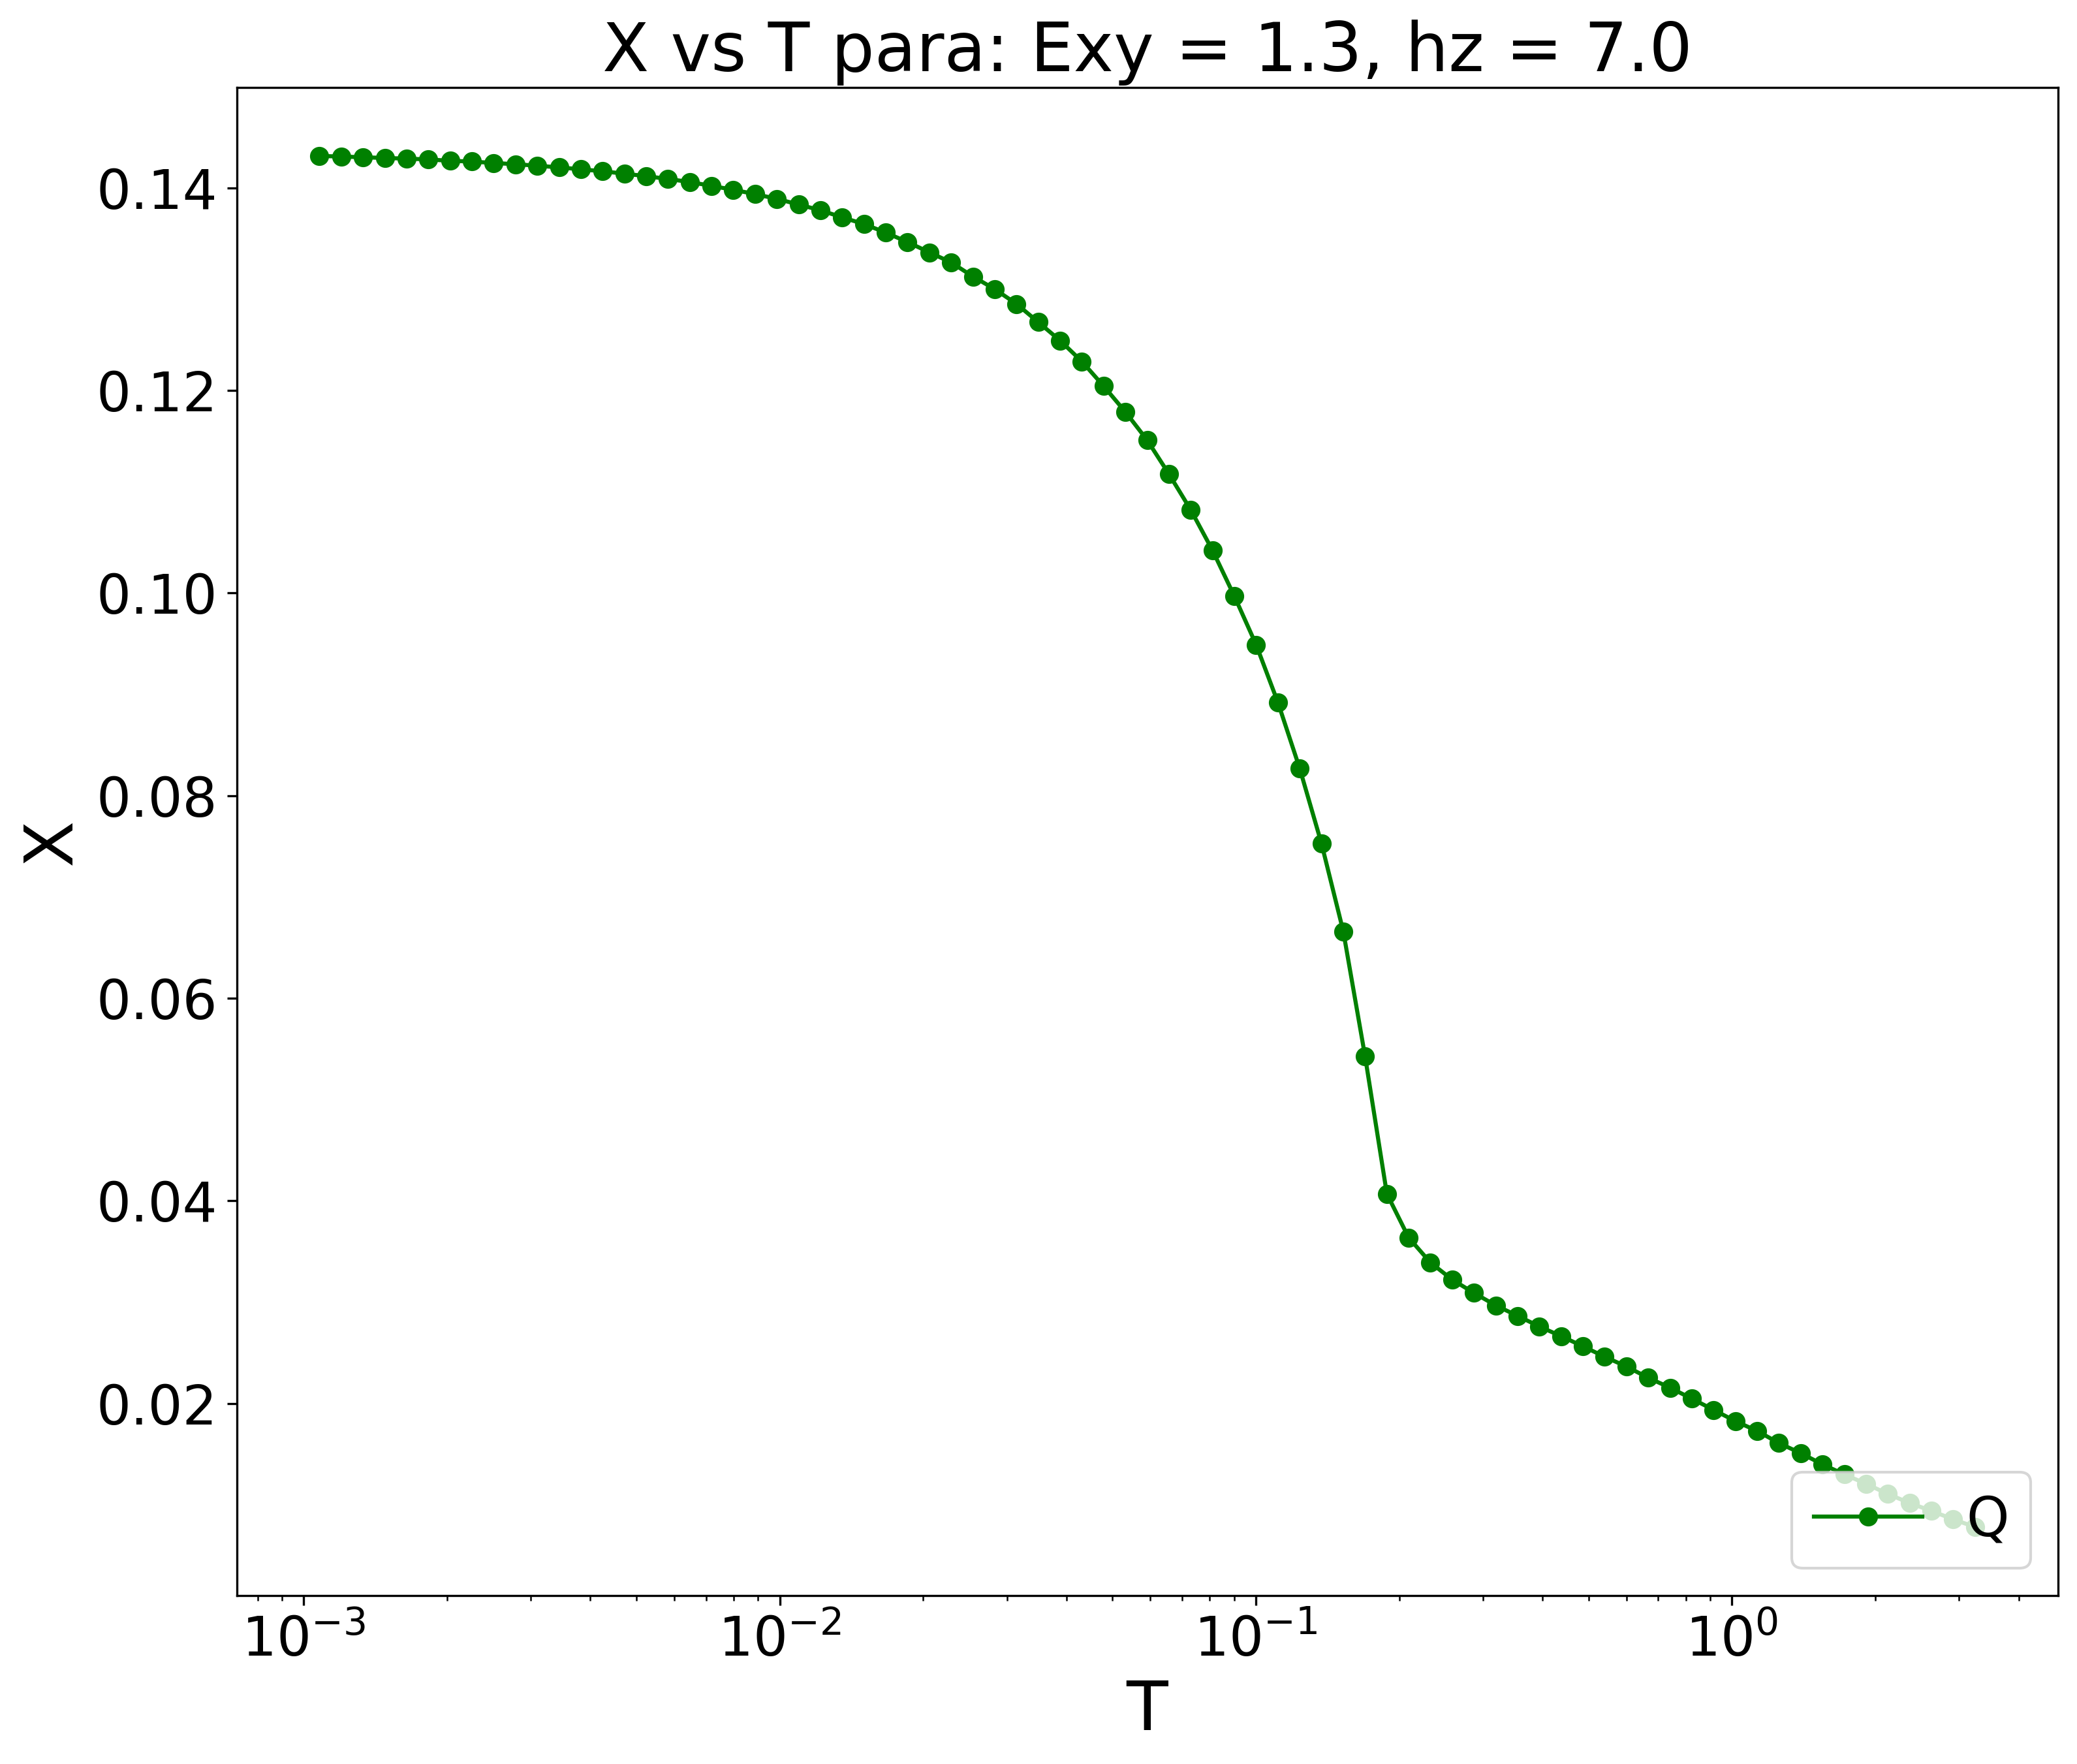 X vs T para: Exy = 1.3, hz = 7.0
X
0.14
0.12
0.10
0.08
0.06
0.04
0.02
Q
10⁻³ 10⁻² 10⁻¹ 10⁰
T